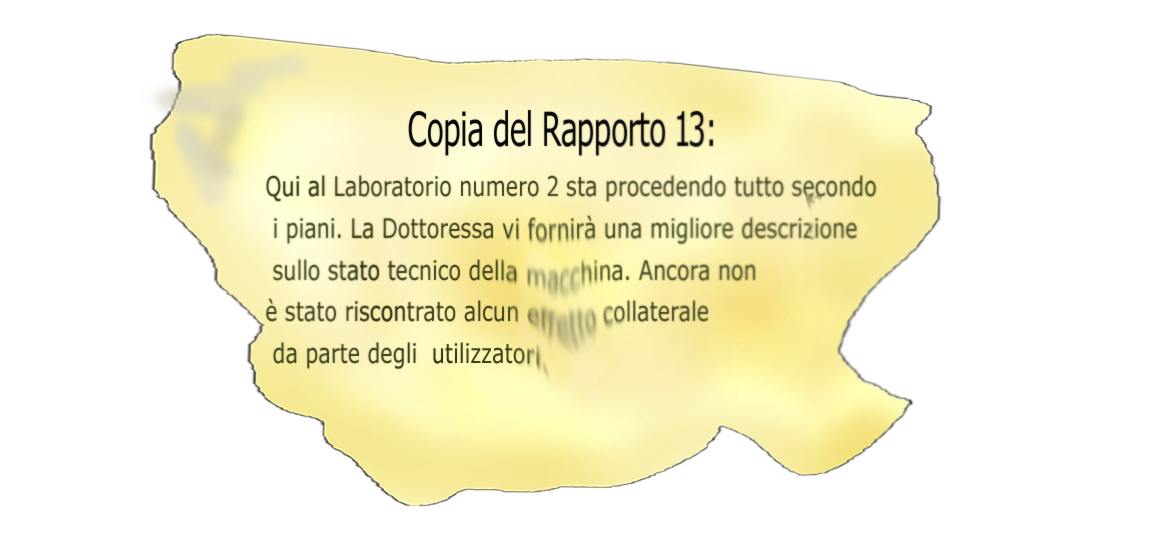 Copia del Rapporto 13:
Qui al Laboratorio numero 2 sta procedendo tutto secondo
i piani. La Dottoressa vi fornirà una migliore descrizione
sullo stato tecnico della macchina. Ancora non
è stato riscontrato alcun effetto collaterale
da parte degli utilizzatori